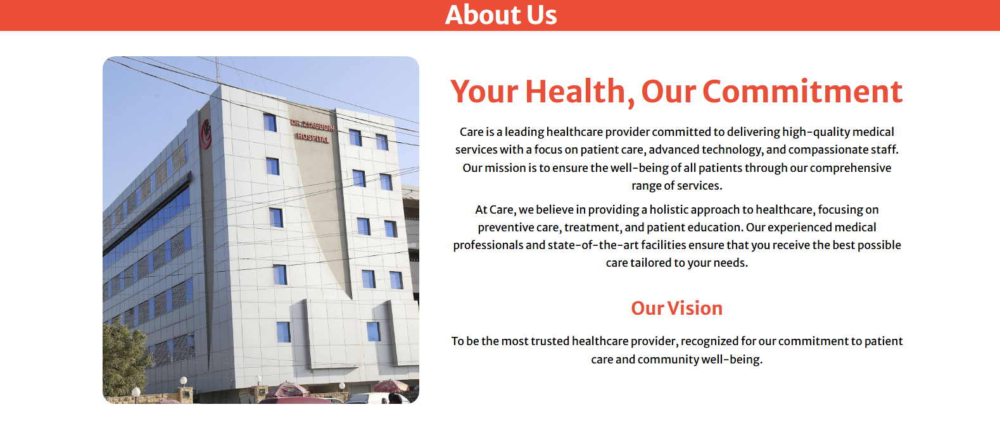 About Us
DR. ZIAUDDIN
HOSPITAL
Your Health, Our Commitment
Care is a leading healthcare provider committed to delivering high-quality medical
services with a focus on patient care, advanced technology, and compassionate staff.
Our mission is to ensure the well-being of all patients through our comprehensive
range of services.
At Care, we believe in providing a holistic approach to healthcare, focusing on
preventive care, treatment, and patient education. Our experienced medical
professionals and state-of-the-art facilities ensure that you receive the best possible
care tailored to your needs.
Our Vision
To be the most trusted healthcare provider, recognized for our commitment to patient
care and community well-being.